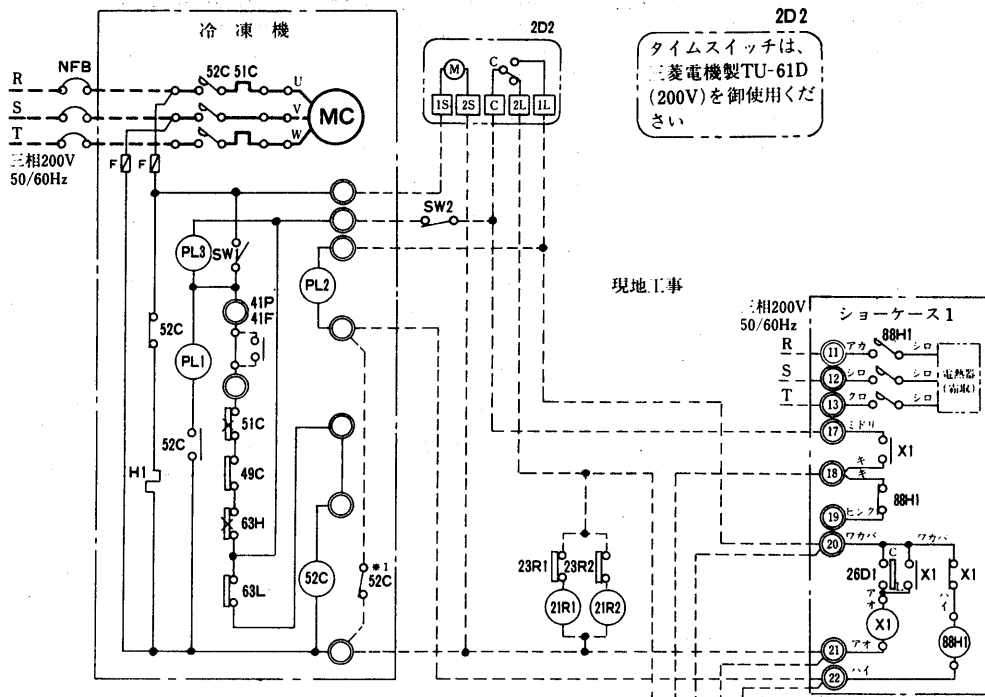 冷凍機
2D2
2D2
タイムスイッチは、
三菱電機製TU-61D
(200V)を御使用くだ
さい
NFB
52C 51C
R
S
T
U
V
W
MC
三相200V
50/60Hz
F
F
M
C
1S
2S
C
2L
1L
SW2
PL3
SW1
PL2
41P
41F
52C
PL1
51C
52C
49C
H1
63H
63L
52C
*1
52C
23R1
23R2
21R1
21R2
現地工事
三相200V
50/60Hz
ショーケース1
88H1
R
11
アカ
シロ
S
12
シロ
シロ
T
13
クロ
シロ
電熱器
(霜取)
17
ミドリ
X1
18
キ
キ
88H1
19
ピンク
20
ワカバ
ワカバ
C
26D1
L
X1
X1
アオ
ハイ
X1
88H1
21
アオ
22
ハイ